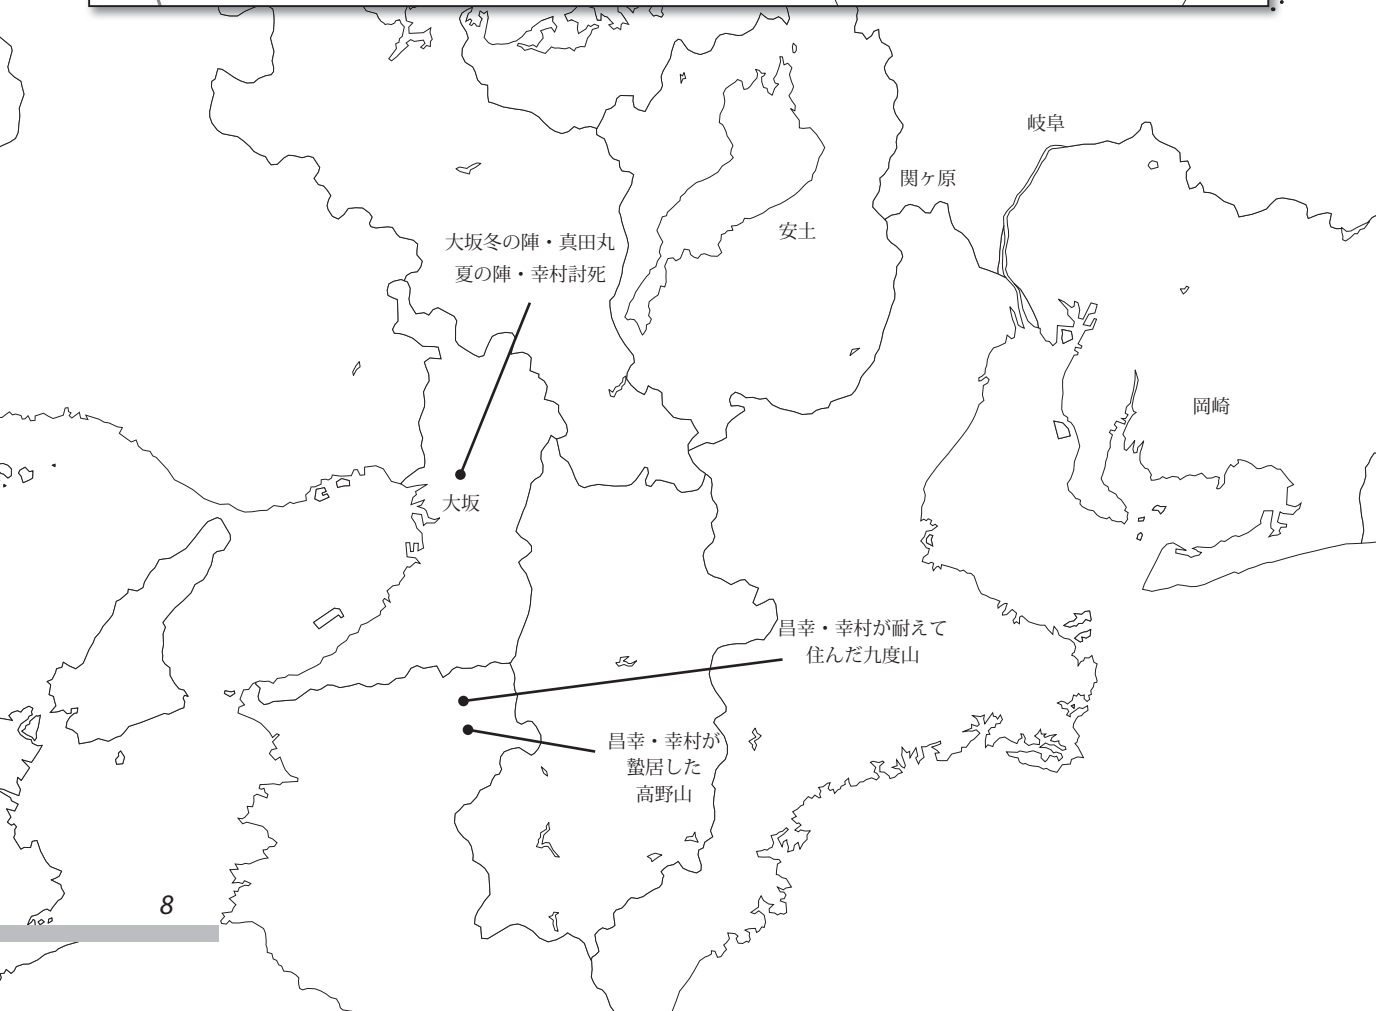 岐阜
関ヶ原
安土
大坂冬の陣・真田丸
夏の陣・幸村討死
岡崎
大坂
昌幸・幸村が耐えて
住んだ九度山
昌幸・幸村が
蟄居した
高野山
8